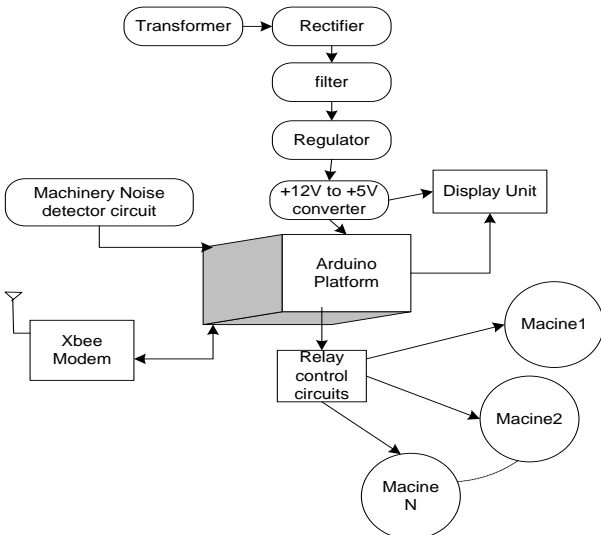 Transformer
Rectifier
filter
Regulator
+12V to +5V
converter
Display Unit
Machinery Noise
detector circuit
Arduino
Platform
Xbee
Modem
Relay
control
circuits
Macine1
Macine2
Macine
N